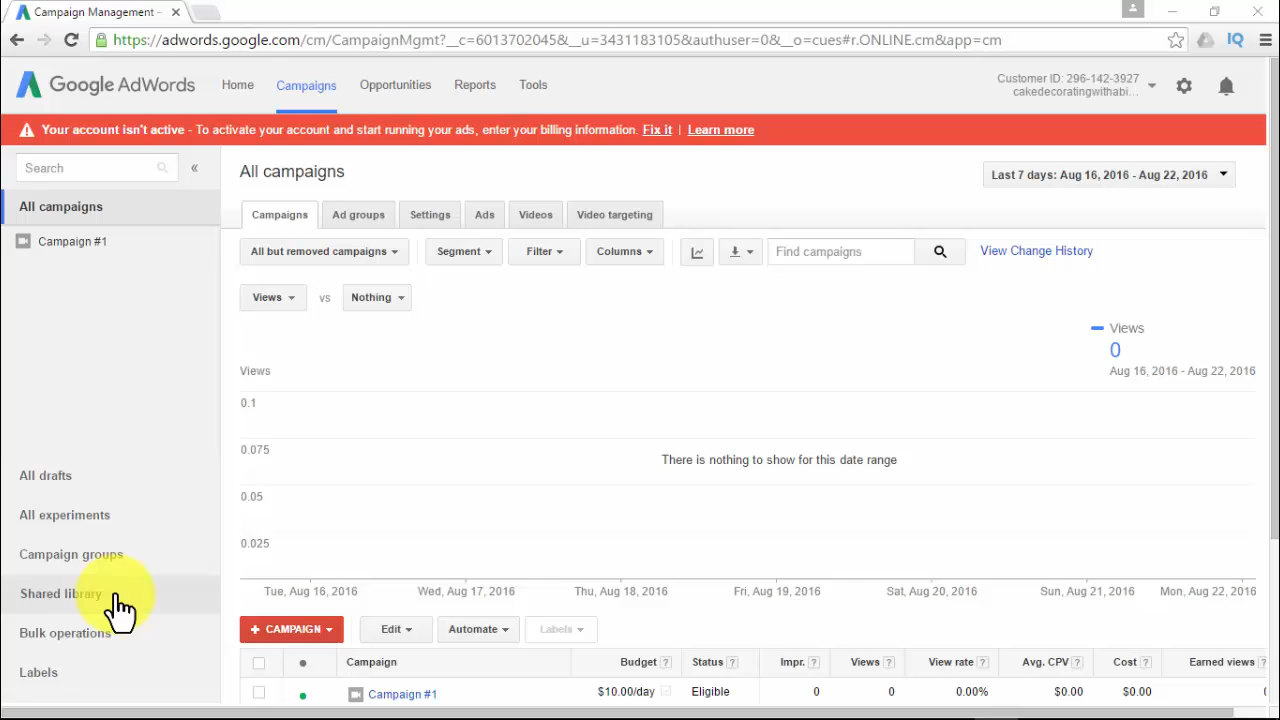 Campaign Management –
https://adwords.google.com/cm/CampaignMgmt?__c=6013702045&__u=3431183105&authuser=0&__o=cues#r.ONLINE.cm&app=cm
IQ
Google AdWords
Home
Campaigns
Opportunities
Reports
Tools
Customer ID: 296-142-3927
cakedecoratingwithabi...
Your account isn't active - To activate your account and start running your ads, enter your billing information. Fix it | Learn more
Search
«
All campaigns
Campaign #1
All drafts
All experiments
Campaign groups
Shared library
Bulk operations
Labels
All campaigns
Last 7 days: Aug 16, 2016 - Aug 22, 2016
Campaigns
Ad groups
Settings
Ads
Videos
Video targeting
All but removed campaigns
Segment
Filter
Columns
Find campaigns
View Change History
Views
vs
Nothing
Views
0
Aug 16, 2016 - Aug 22, 2016
Views
0.1
0.075
0.05
0.025
There is nothing to show for this date range
Tue, Aug 16, 2016
Wed, Aug 17, 2016
Thu, Aug 18, 2016
Fri, Aug 19, 2016
Sat, Aug 20, 2016
Sun, Aug 21, 2016
Mon, Aug 22, 2016
+ CAMPAIGN
Edit
Automate
Labels
Campaign
Budget ?
Status ?
Impr. ?
Views ?
View rate ?
Avg. CPV ?
Cost ?
Earned views ?
Campaign #1
$10.00/day
Eligible
0
0
0.00%
$0.00
$0.00